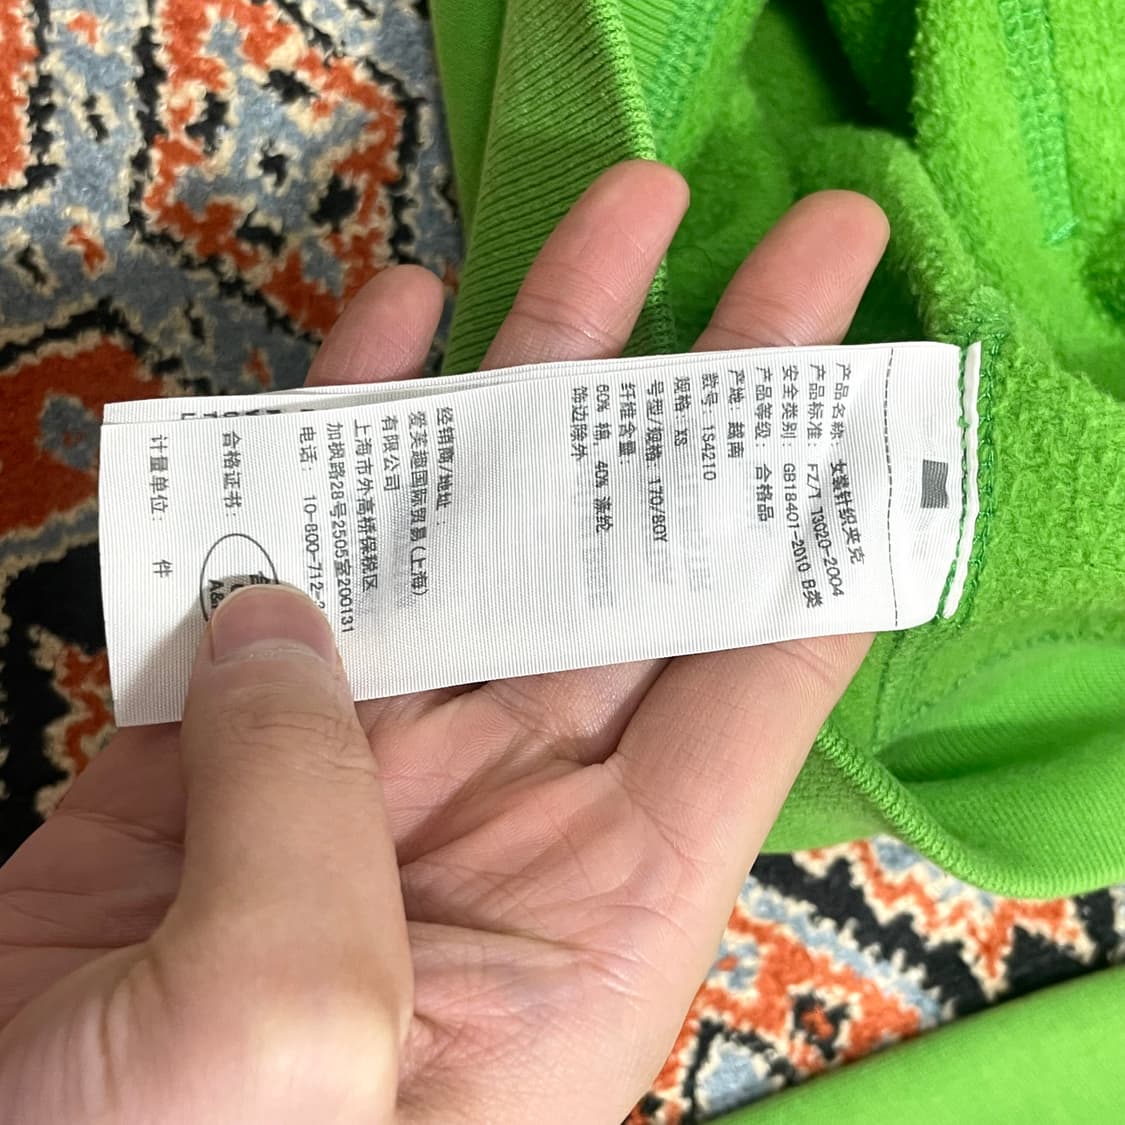 产品名称: 女装针织夹克
产品标准: FZ/T 73020-2004
安全类别: GB18401-2010 B类
产品等级: 合格品
产地: 越南
款号: 1S4210
规格: XS
号型/规格: 170/80Y
纤维含量:
60% 棉, 40% 涤纶
饰边除外
经销商/地址:
爱芙趣国际贸易(上海)
有限公司
上海市外高桥保税区
加枫路28号2505室200131
电话: 10-800-712-
合格证书:
计量单位: 件